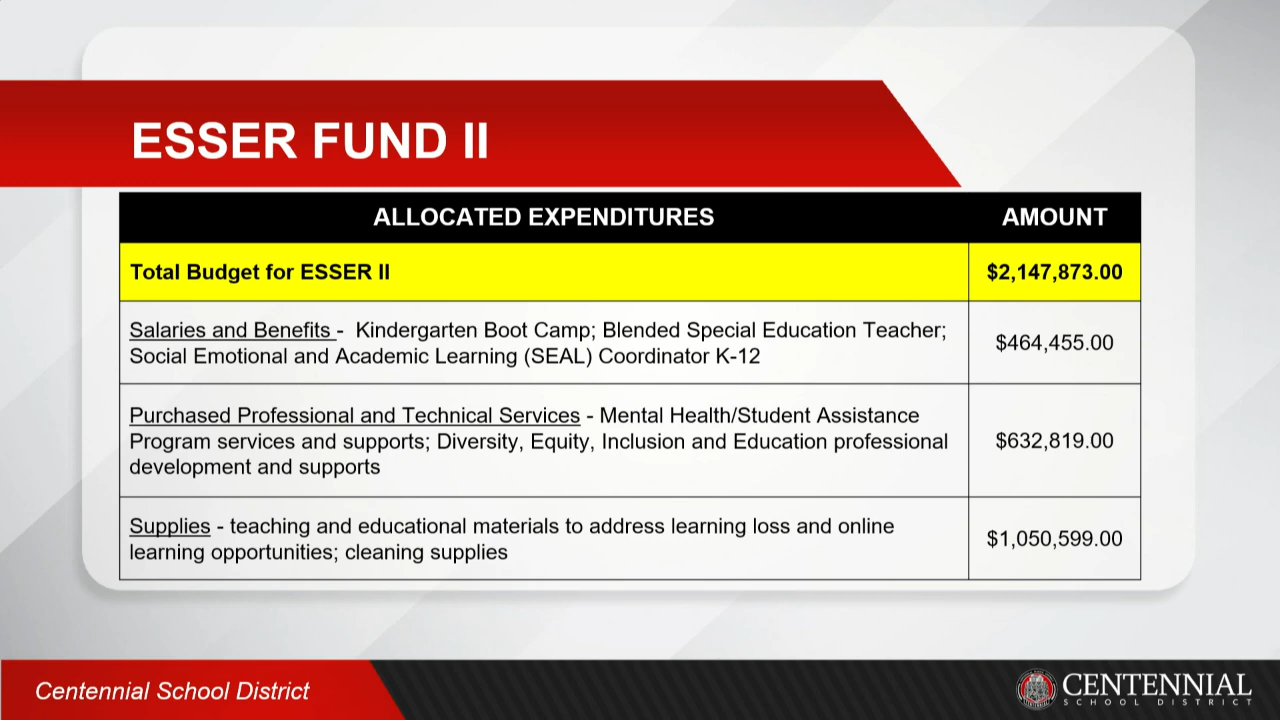 ESSER FUND II
ALLOCATED EXPENDITURES AMOUNT
Total Budget for ESSER II $2,147,873.00
Salaries and Benefits - Kindergarten Boot Camp; Blended Special Education Teacher;
Social Emotional and Academic Learning (SEAL) Coordinator K-12
$464,455.00
Purchased Professional and Technical Services - Mental Health/Student Assistance
Program services and supports; Diversity, Equity, Inclusion and Education professional
development and supports
$632,819.00
Supplies - teaching and educational materials to address learning loss and online
learning opportunities; cleaning supplies
$1,050,599.00
Centennial School District
CENTENNIAL
SCHOOL DISTRICT